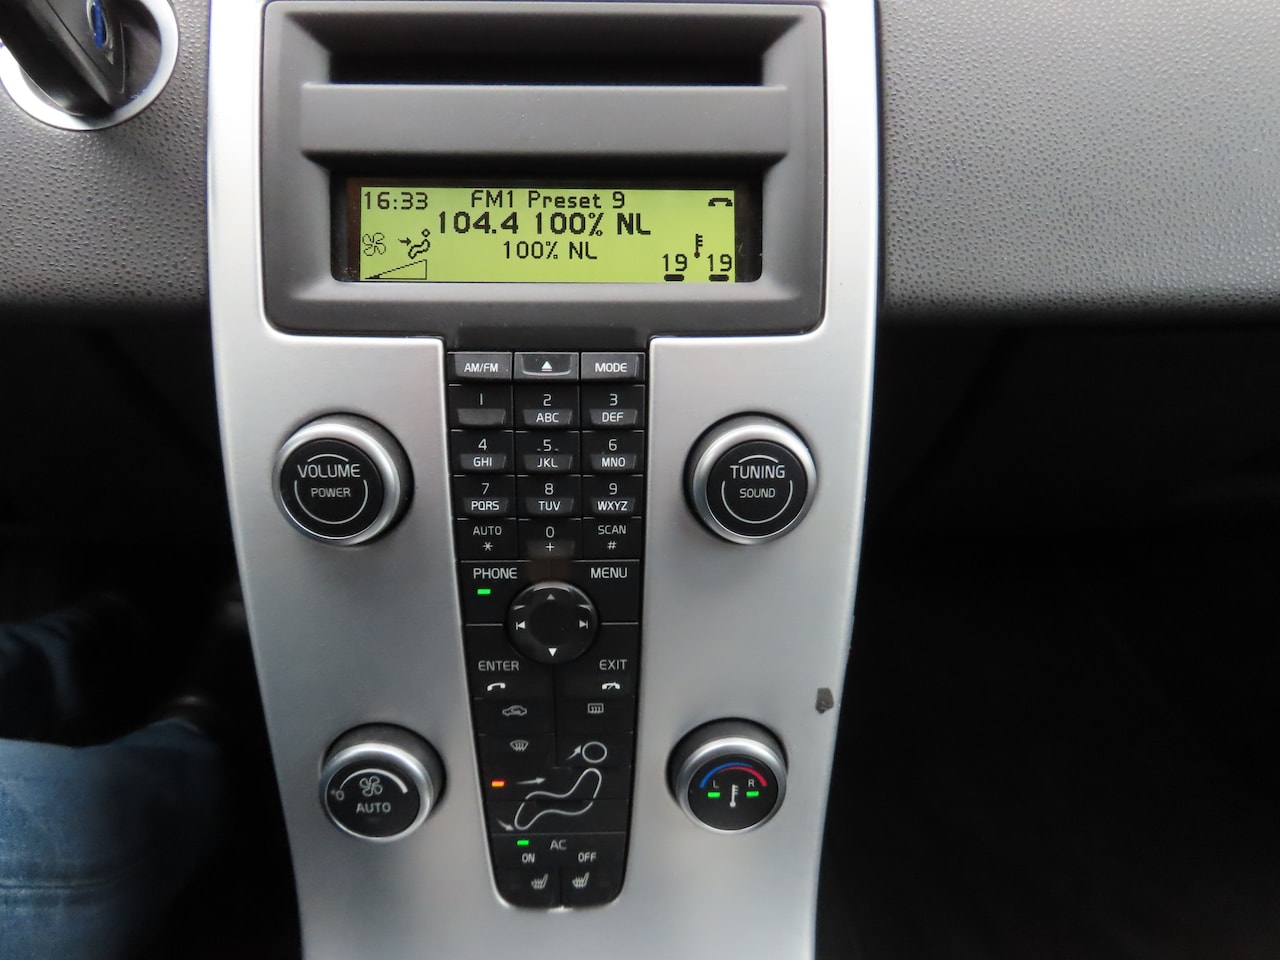 16:33 FM1 Preset 9
104.4 100% NL
100% NL
19 19
AM/FM MODE
1 2 3
ABC DEF
4 5 6
GHI JKL MNO
7 8 9
PQRS TUV WXYZ
AUTO 0 SCAN
* + #
PHONE MENU
VOLUME
POWER
TUNING
SOUND
ENTER EXIT
0 AUTO
L R
AC
ON OFF